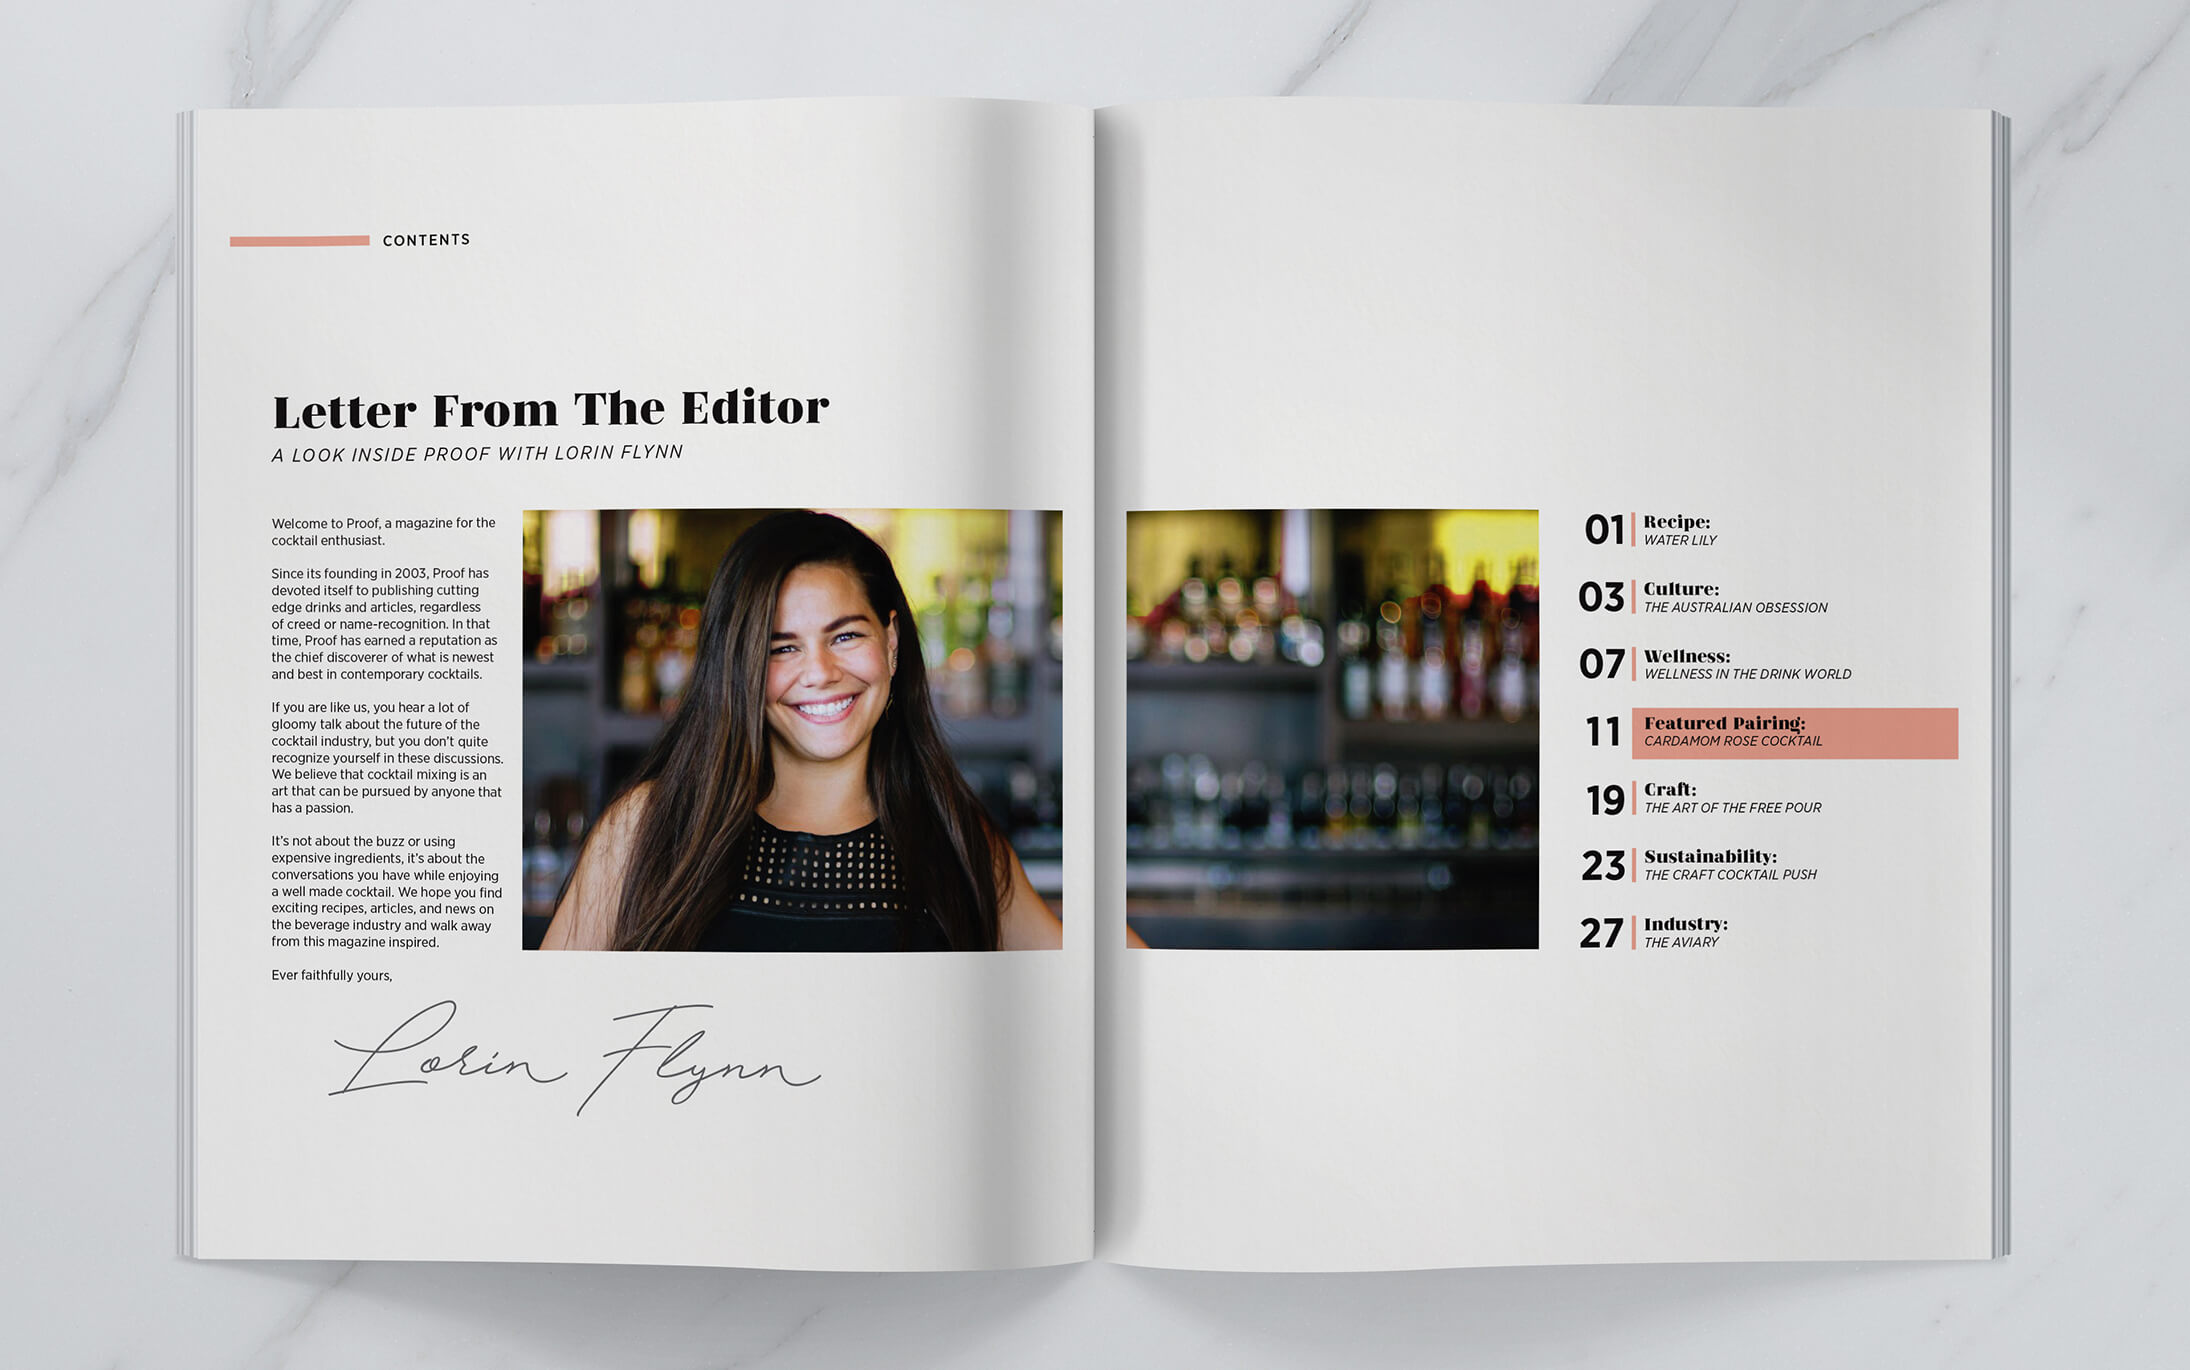 CONTENTS
Letter From The Editor
A LOOK INSIDE PROOF WITH LORIN FLYNN
Welcome to Proof, a magazine for the
cocktail enthusiast.
Since its founding in 2003, Proof has
devoted itself to publishing cutting
edge drinks and articles, regardless
of creed or name-recognition. In that
time, Proof has earned a reputation as
the chief discoverer of what is newest
and best in contemporary cocktails.
If you are like us, you hear a lot of
gloomy talk about the future of the
cocktail industry, but you don't quite
recognize yourself in these discussions.
We believe that cocktail mixing is an
art that can be pursued by anyone that
has a passion.
It's not about the buzz or using
expensive ingredients, it's about the
conversations you have while enjoying
a well made cocktail. We hope you find
exciting recipes, articles, and news on
the beverage industry and walk away
from this magazine inspired.
Ever faithfully yours,
Lorin Flynn
01 Recipe:
WATER LILY
03 Culture:
THE AUSTRALIAN OBSESSION
07 Wellness:
WELLNESS IN THE DRINK WORLD
11 Featured Pairing:
CARDAMOM ROSE COCKTAIL
19 Craft:
THE ART OF THE FREE POUR
23 Sustainability:
THE CRAFT COCKTAIL PUSH
27 Industry:
THE AVIARY